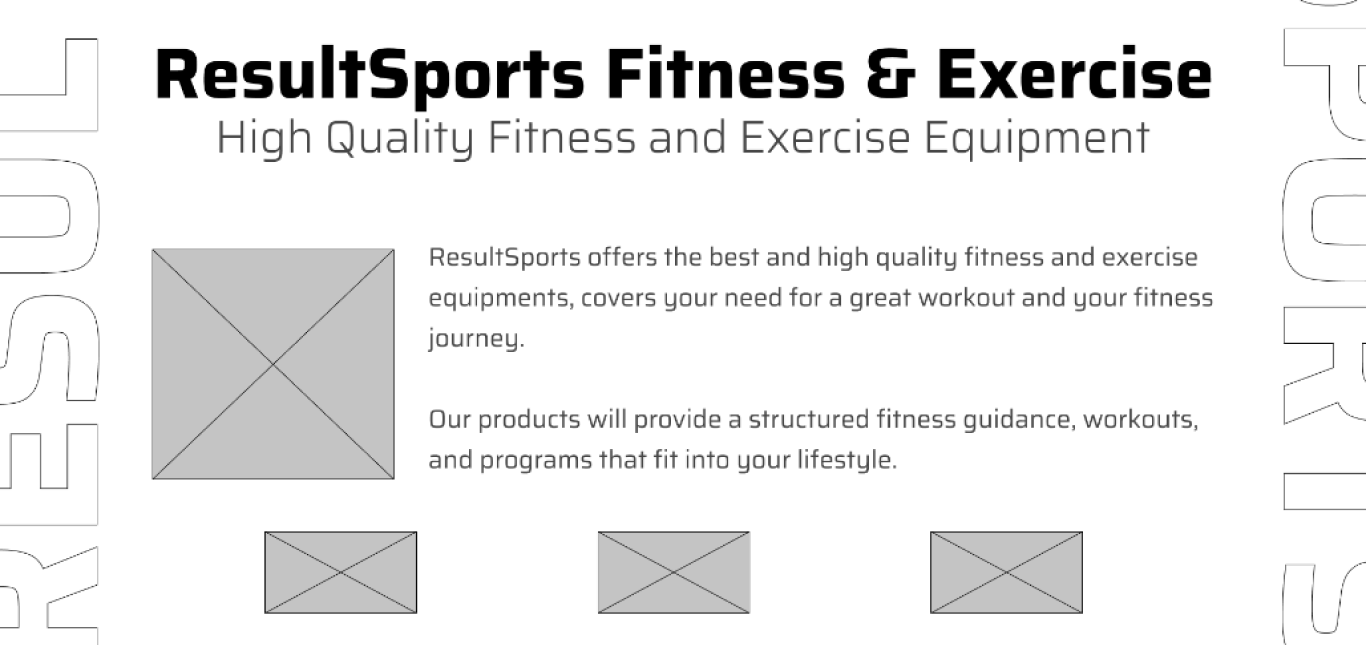 ResultSports Fitness & Exercise
High Quality Fitness and Exercise Equipment
ResultSports offers the best and high quality fitness and exercise
equipments, covers your need for a great workout and your fitness
journey.
Our products will provide a structured fitness guidance, workouts,
and programs that fit into your lifestyle.
RESUL
PORTS